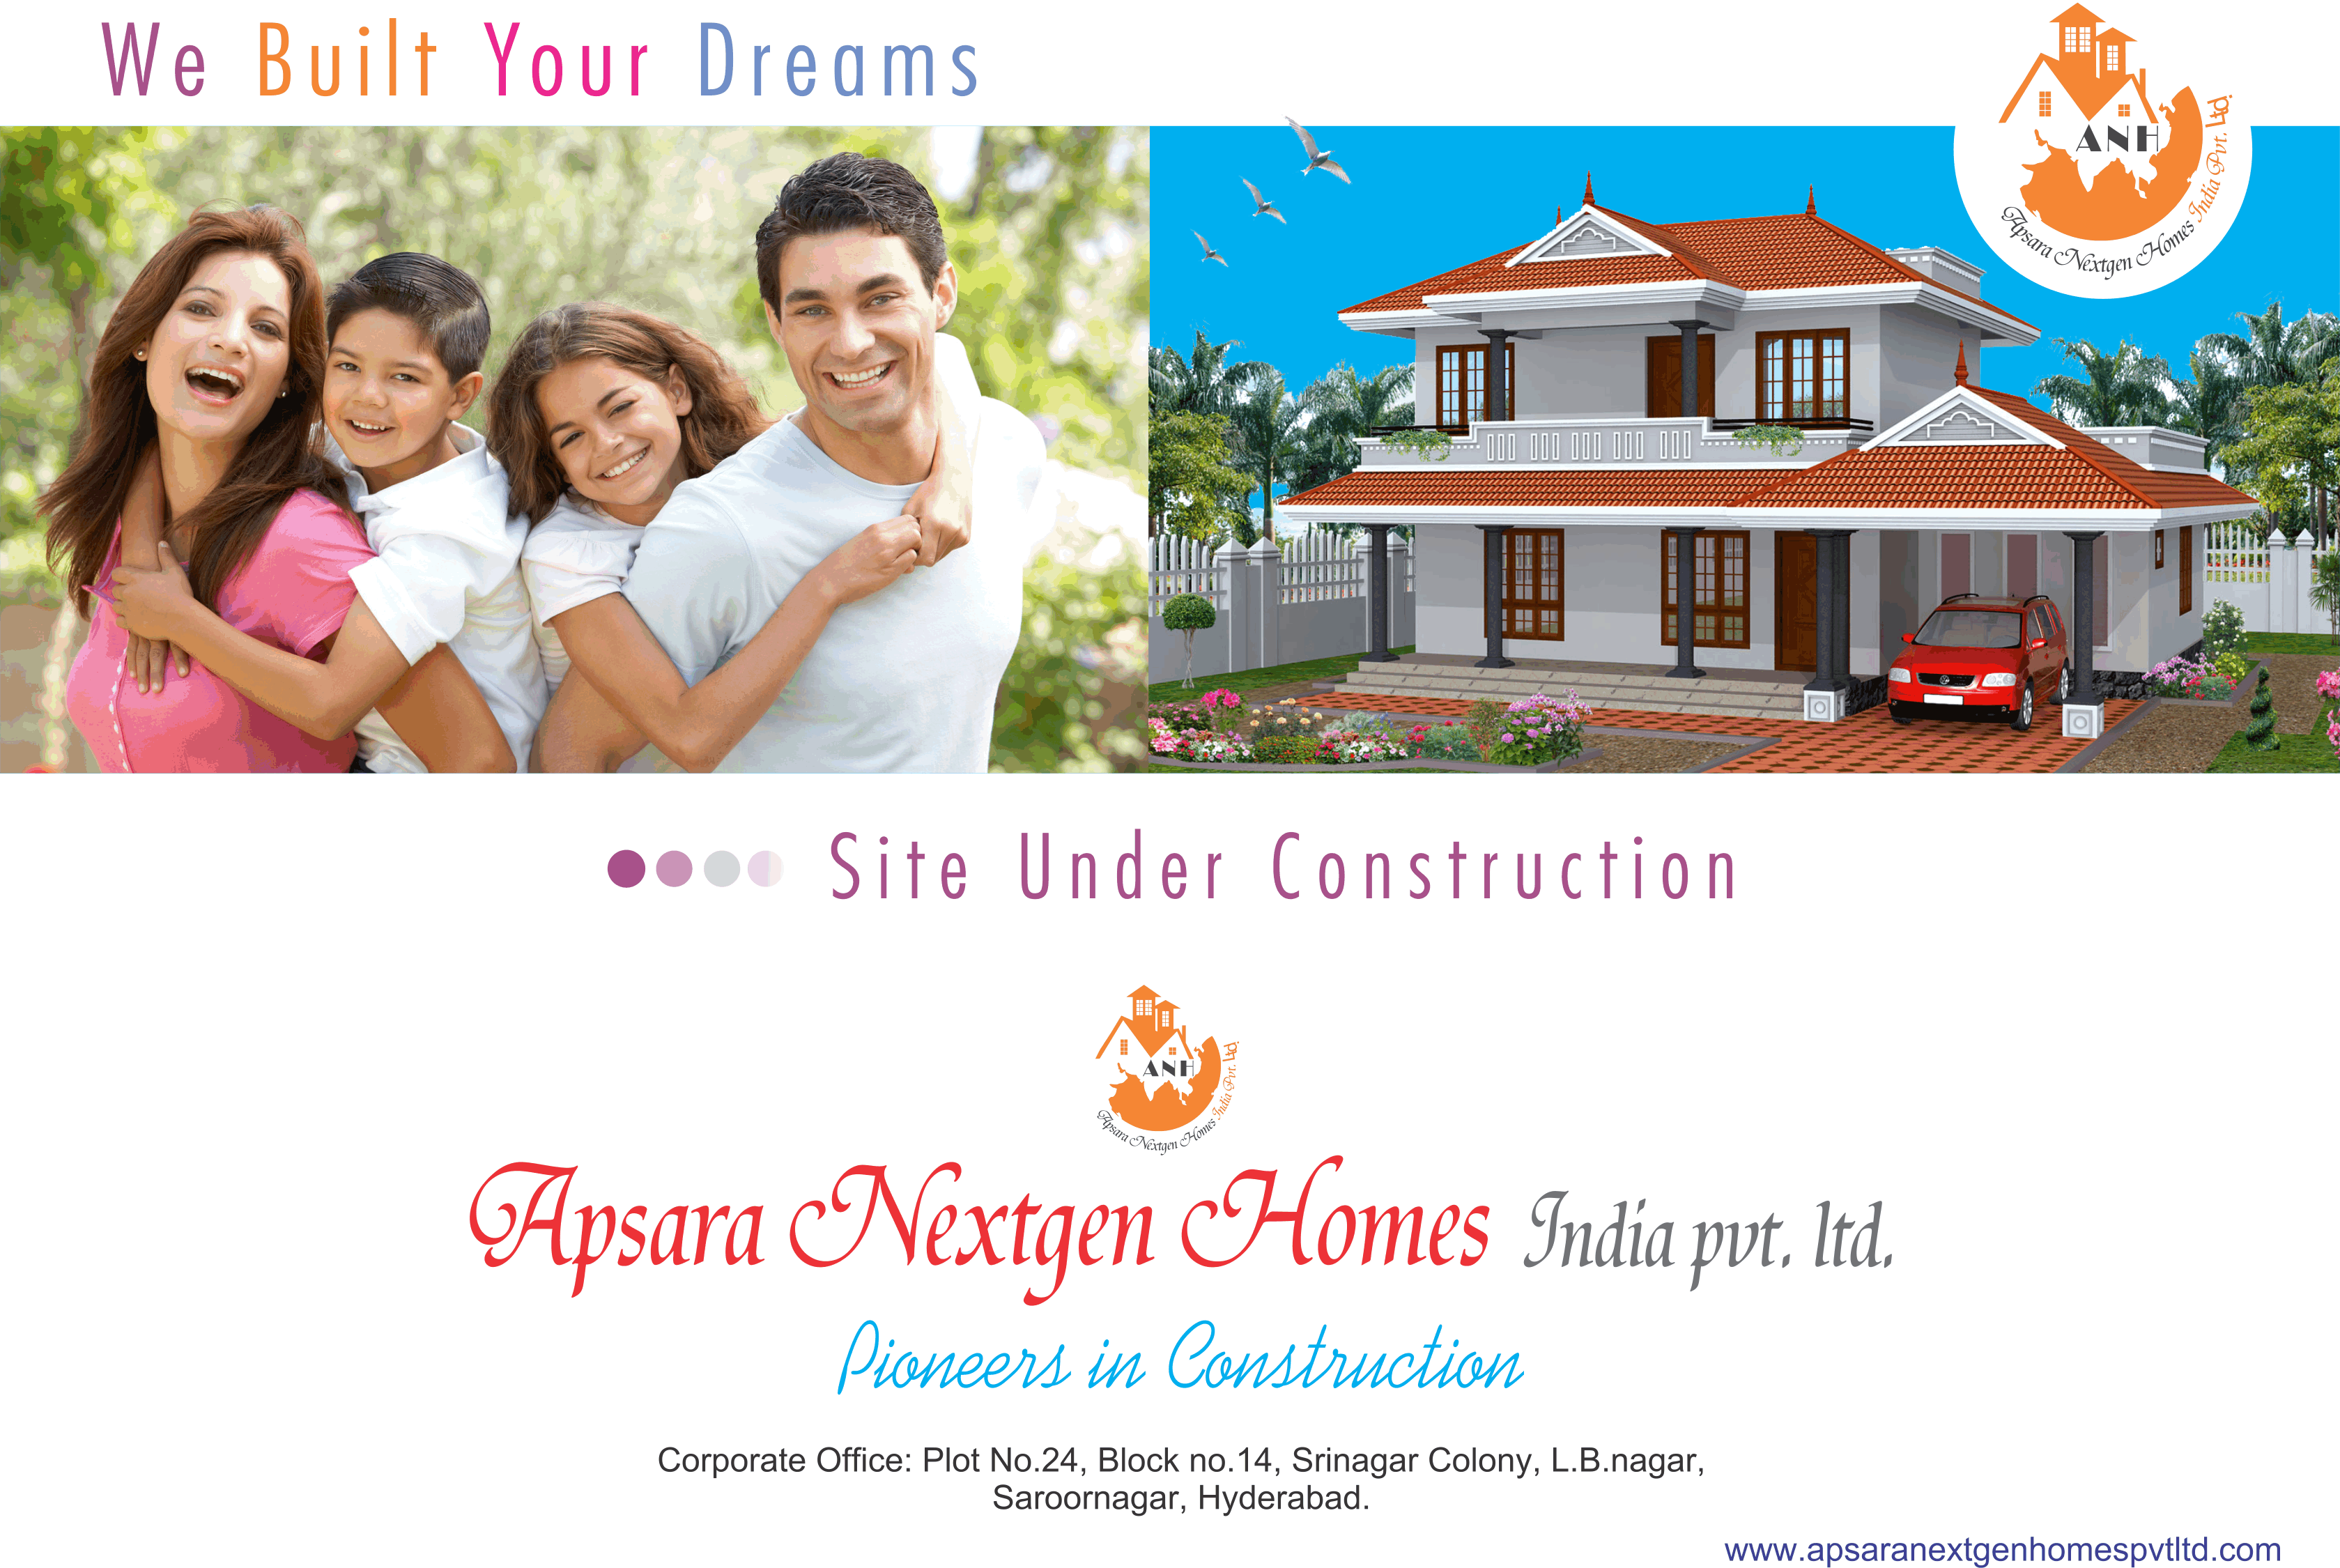 We Built Your Dreams
ANH
Apsara Nextgen Homes India Pvt. Ltd.
Site Under Construction
ANH
Apsara Nextgen Homes India Pvt. Ltd.
Apsara Nextgen Homes India pvt. ltd.
Pioneers in Construction
Corporate Office: Plot No.24, Block no.14, Srinagar Colony, L.B.nagar,
Saroornagar, Hyderabad.
www.apsaranextgenhomespvtltd.com